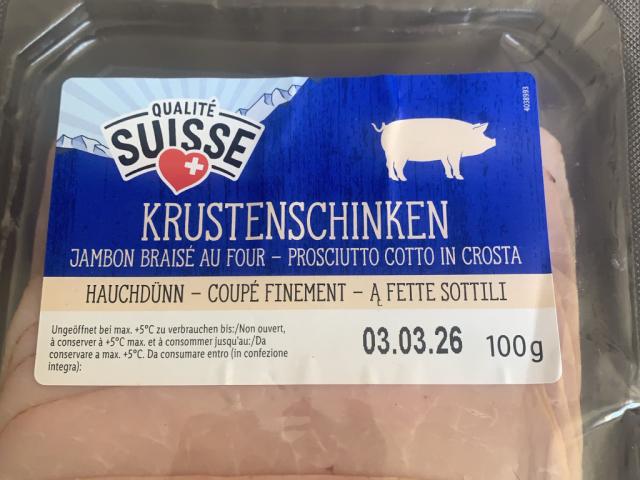 QUALITÉ
SUISSE
4038993
KRUSTENSCHINKEN
JAMBON BRAISÉ AU FOUR – PROSCIUTTO COTTO IN CROSTA
HAUCHDÜNN – COUPÉ FINEMENT – Ą FETTE SOTTILI
Ungeöffnet bei max. +5°C zu verbrauchen bis:/Non ouvert,
à conserver à +5°C max. et à consommer jusqu'au:/Da
conservare a max. +5°C. Da consumare entro (in confezione
integra):
03.03.26 100g